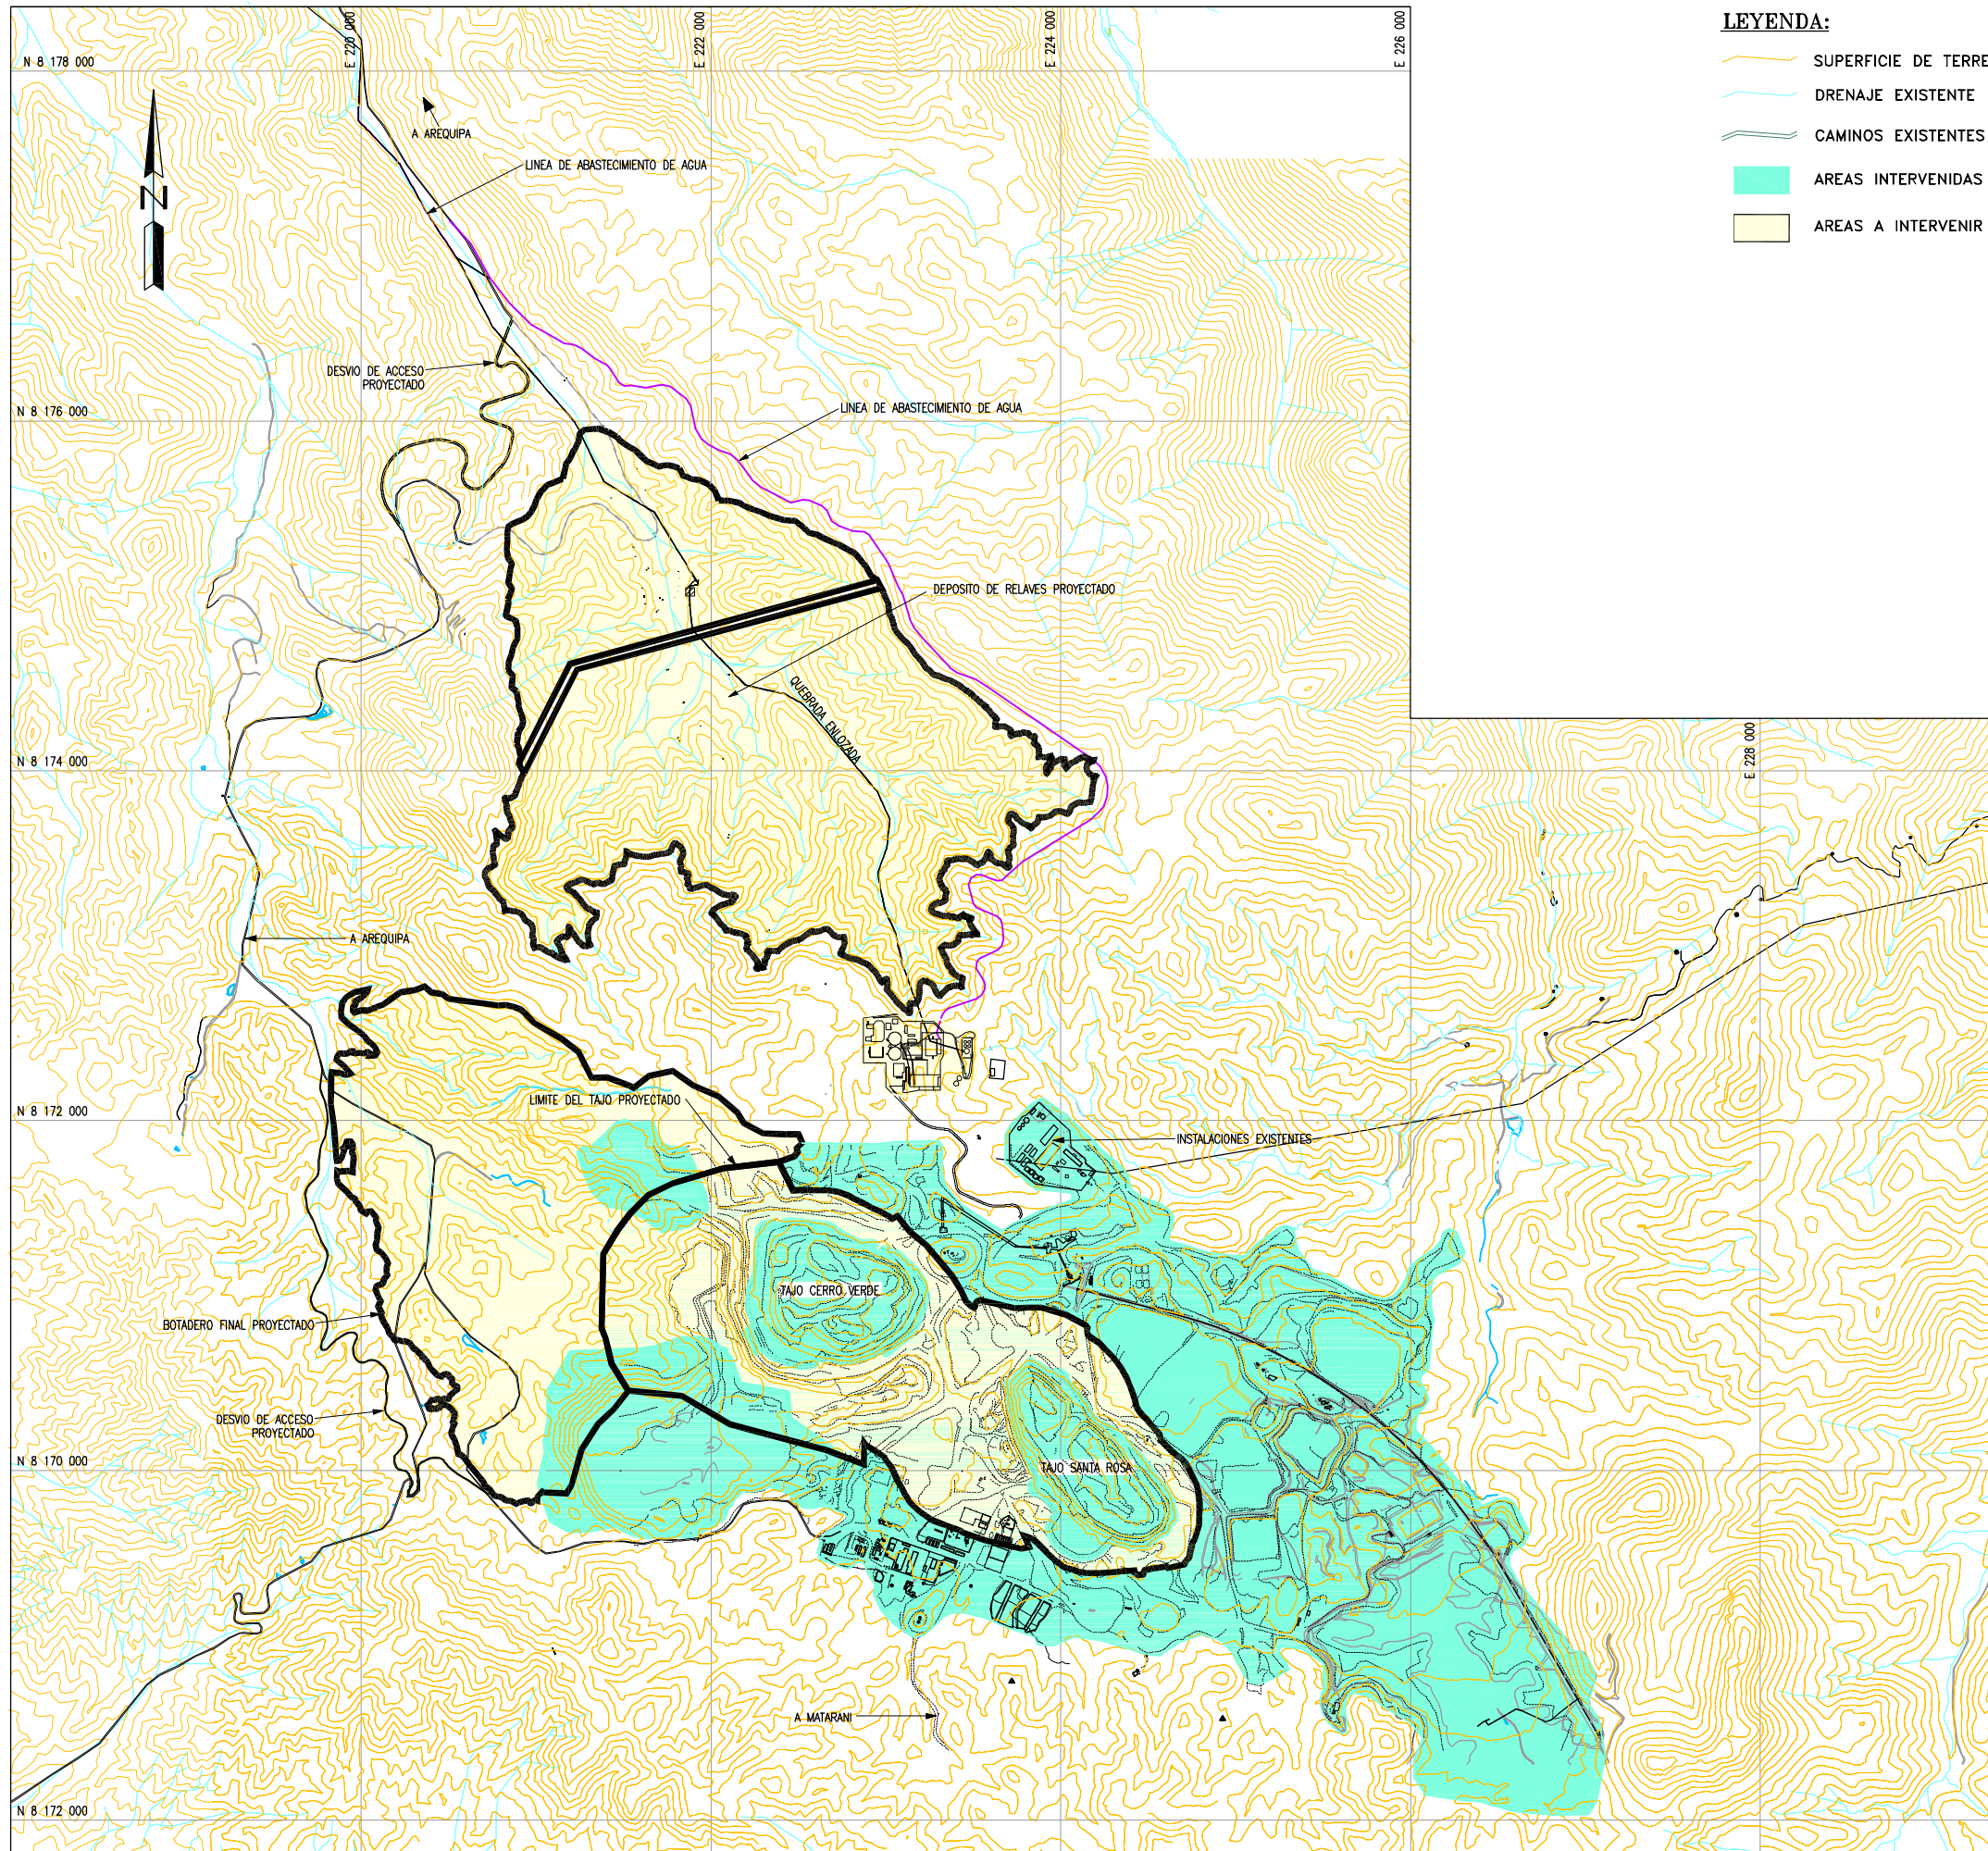 E 220 000
E 222 000
E 224 000
E 226 000
LEYENDA:
N 8 178 000
SUPERFICIE DE TERRE
DRENAJE EXISTENTE
A AREQUIPA
CAMINOS EXISTENTES
LINEA DE ABASTECIMIENTO DE AGUA
AREAS INTERVENIDAS
N
AREAS A INTERVENIR
DESVIO DE ACCESO
PROYECTADO
N 8 176 000
LINEA DE ABASTECIMIENTO DE AGUA
DEPOSITO DE RELAVES PROYECTADO
QUEBRADA ENLOZADA
N 8 174 000
E 228 000
A AREQUIPA
LIMITE DEL TAJO PROYECTADO
N 8 172 000
INSTALACIONES EXISTENTES
TAJO CERRO VERDE
BOTADERO FINAL PROYECTADO
DESVIO DE ACCESO
PROYECTADO
N 8 170 000
TAJO SANTA ROSA
A MATARANI
N 8 172 000